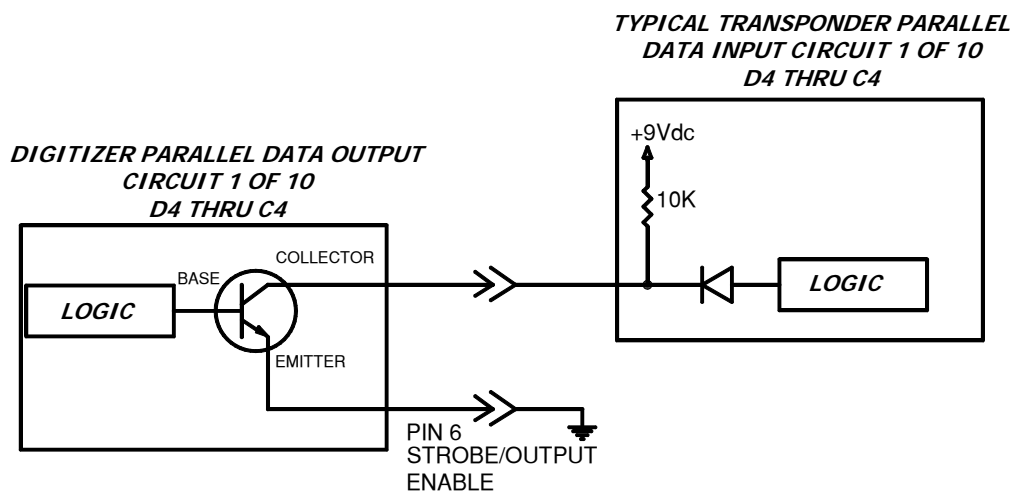 TYPICAL TRANSPONDER PARALLEL
DATA INPUT CIRCUIT 1 OF 10
D4 THRU C4
+9Vdc
10K
LOGIC
DIGITIZER PARALLEL DATA OUTPUT
CIRCUIT 1 OF 10
D4 THRU C4
COLLECTOR
BASE
LOGIC
EMITTER
PIN 6
STROBE/OUTPUT
ENABLE